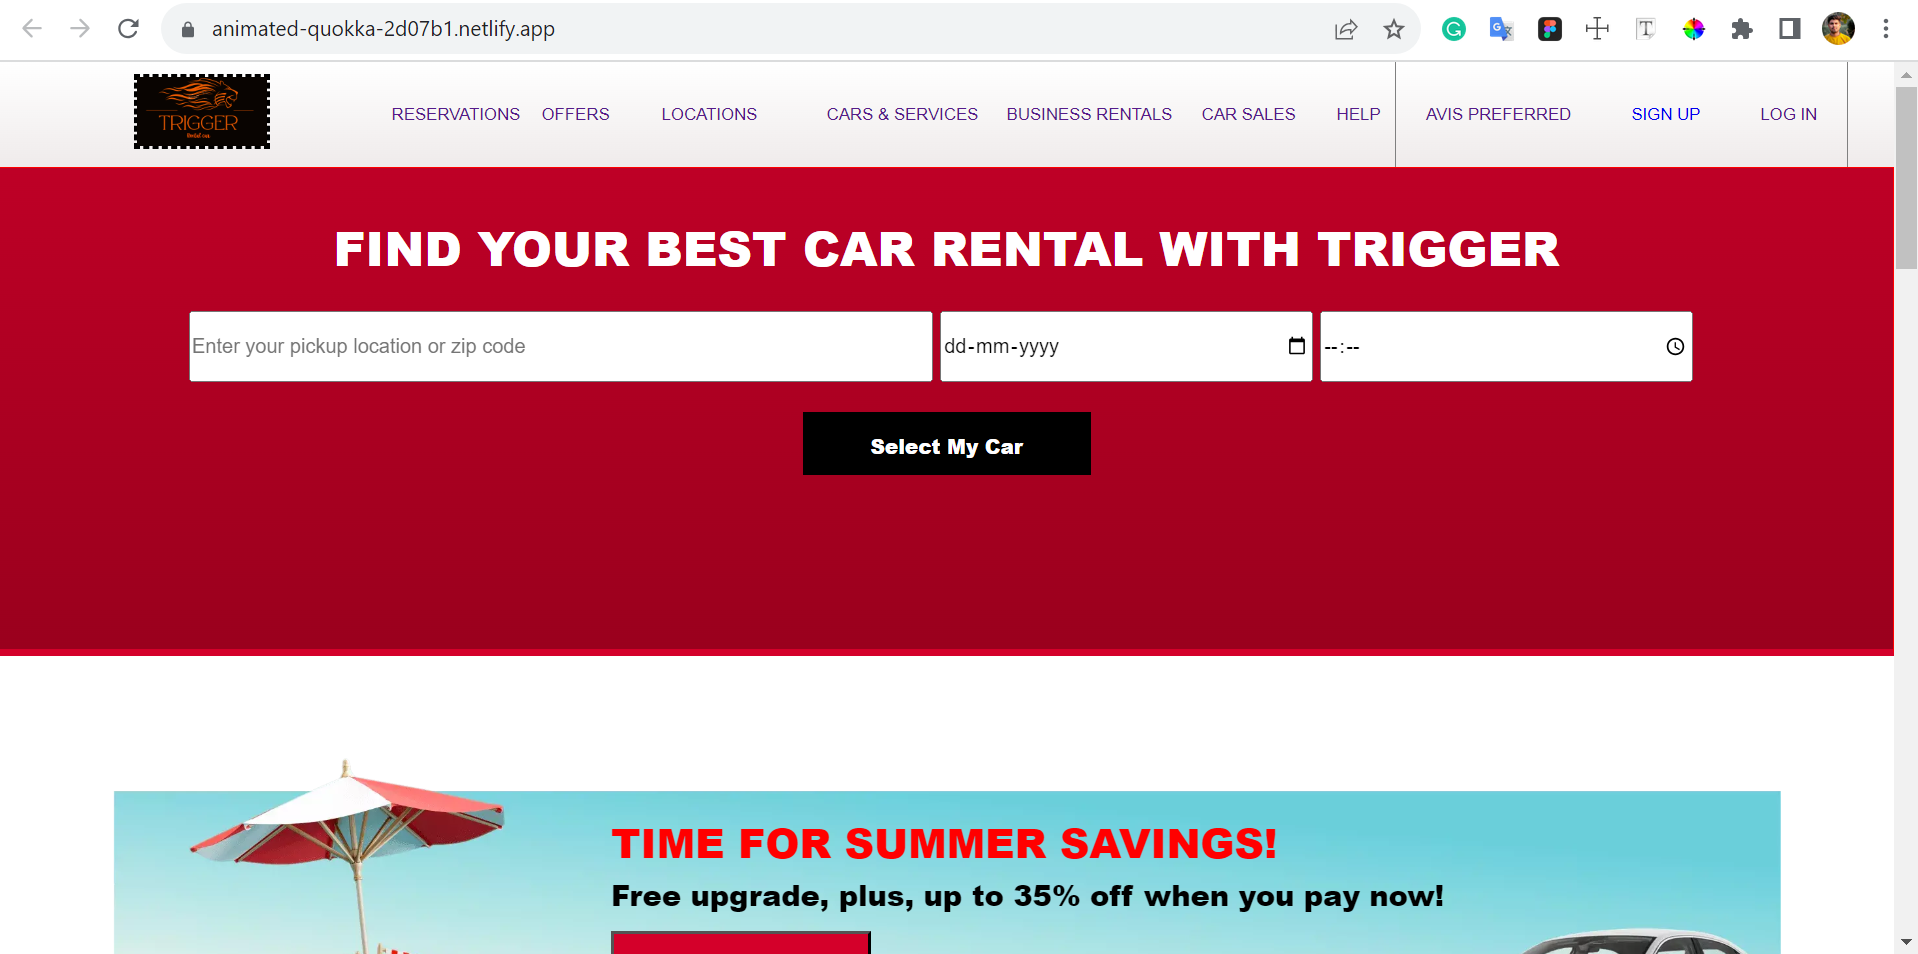 animated-quokka-2d07b1.netlify.app
TRIGGER
Rental cars
RESERVATIONS OFFERS LOCATIONS CARS & SERVICES BUSINESS RENTALS CAR SALES HELP AVIS PREFERRED SIGN UP LOG IN
FIND YOUR BEST CAR RENTAL WITH TRIGGER
Enter your pickup location or zip code dd-mm-yyyy --:--
Select My Car
TIME FOR SUMMER SAVINGS!
Free upgrade, plus, up to 35% off when you pay now!